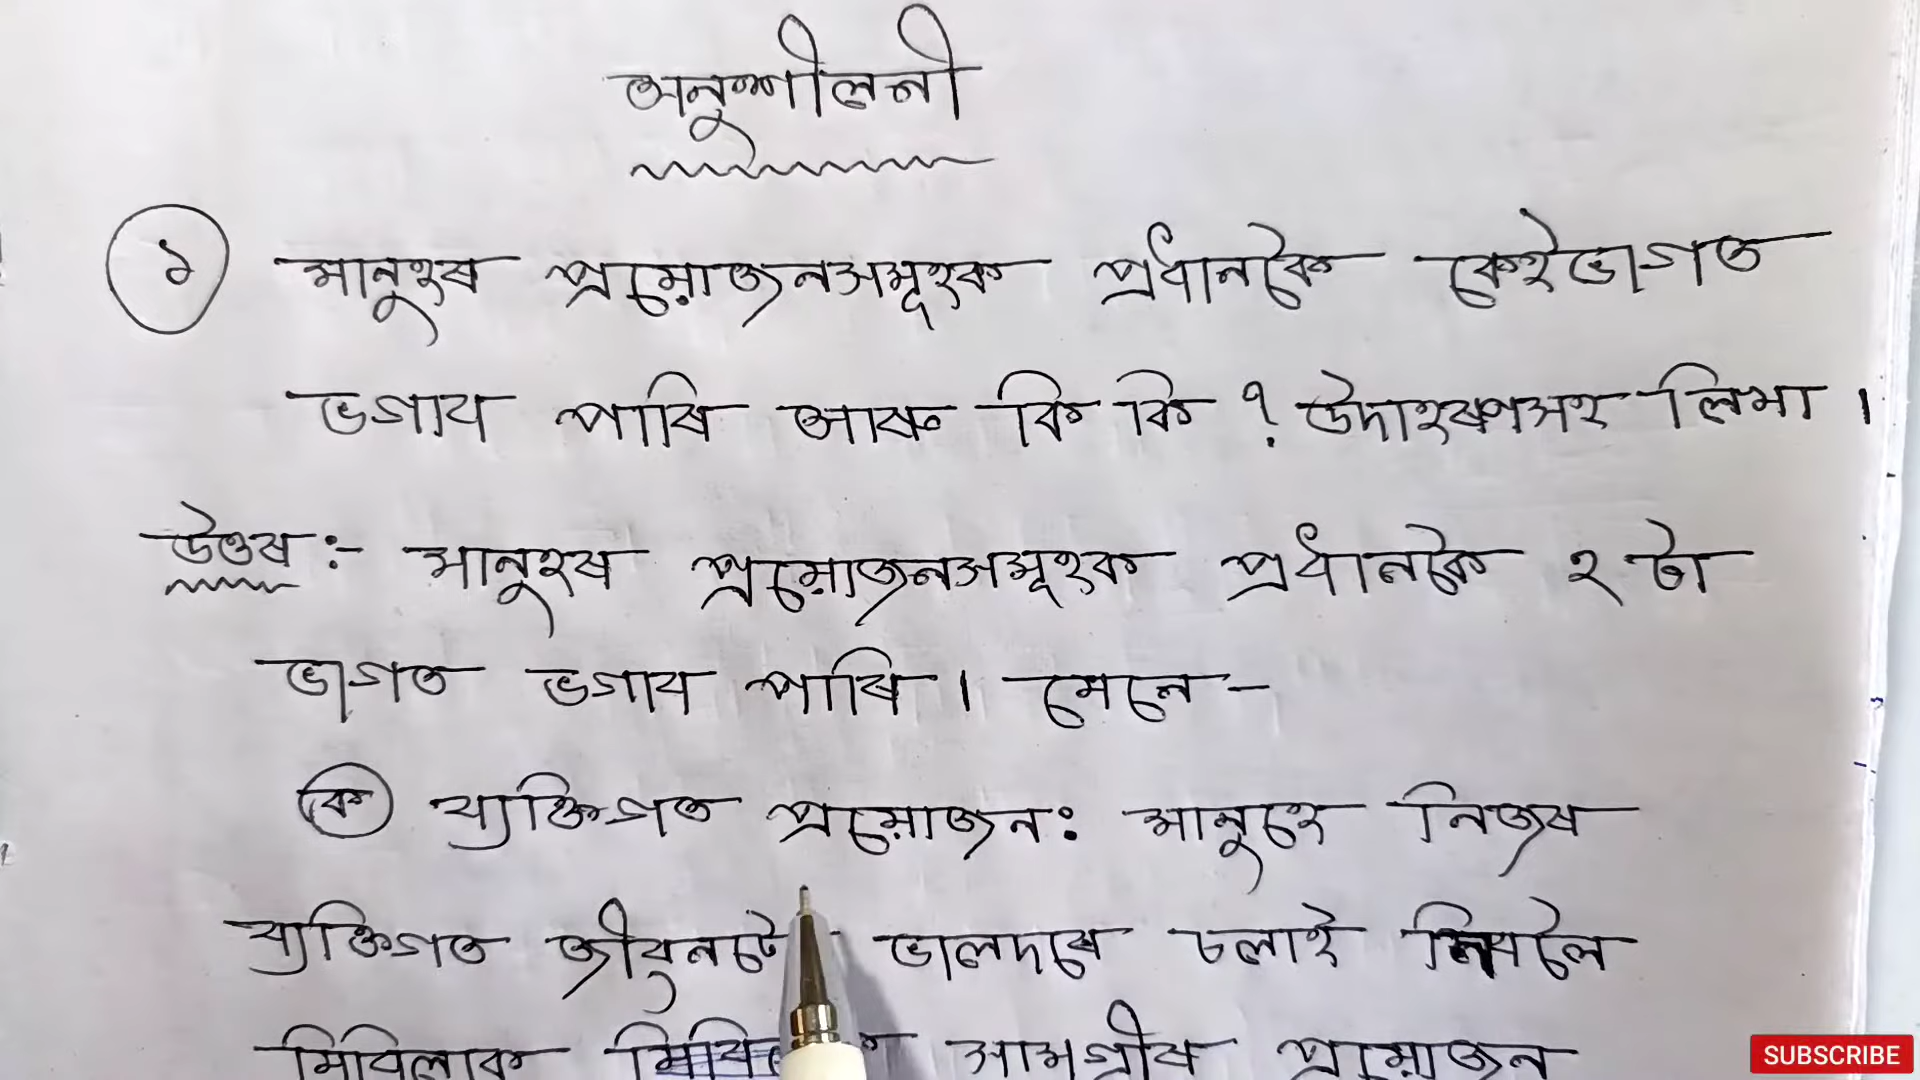 অনুশীলনী
১ মানুহৰ প্ৰয়োজনসমূহক প্ৰধানকৈ কেইভাগত
ভগাব পাৰি আৰু কি কি ? উদাহৰণসহ লিখা ।
উত্তৰ :- মানুহৰ প্ৰয়োজনসমূহক প্ৰধানকৈ ২ টা
ভাগত ভগাব পাৰি । যেনে -
ক ব্যক্তিগত প্ৰয়োজন : মানুহে নিজৰ
ব্যক্তিগত জীৱনটো ভালদৰে চলাই নিবলৈ
যিবিলাক সামগ্ৰীৰ প্ৰয়োজন
SUBSCRIBE